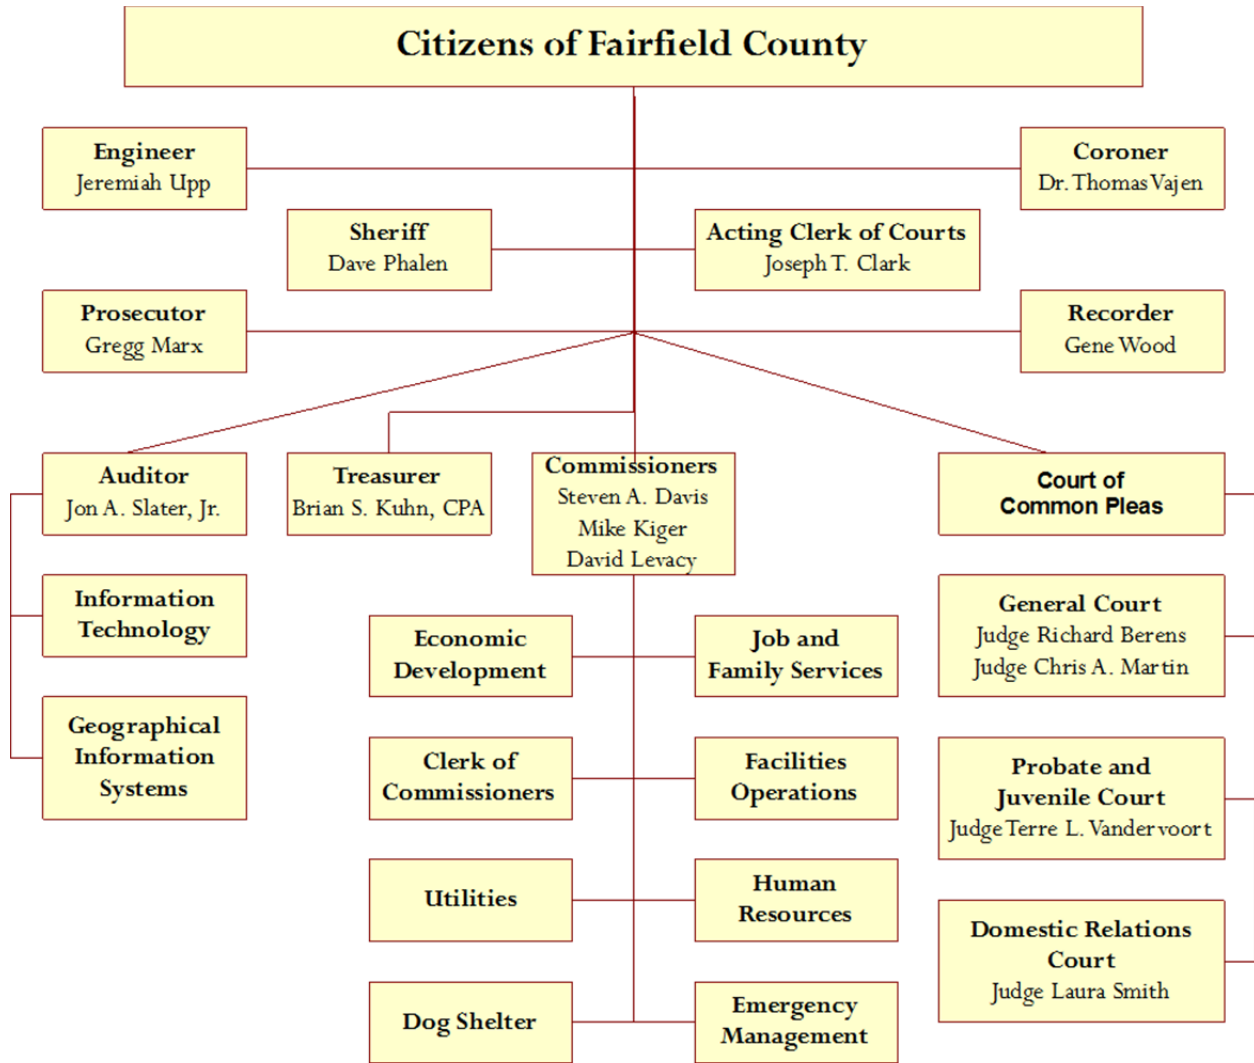 Citizens of Fairfield County
Engineer
Jeremiah Upp
Coroner
Dr. Thomas Vajen
Sheriff
Dave Phalen
Acting Clerk of Courts
Joseph T. Clark
Prosecutor
Gregg Marx
Recorder
Gene Wood
Auditor
Jon A. Slater, Jr.
Treasurer
Brian S. Kuhn, CPA
Commissioners
Steven A. Davis
Mike Kiger
David Levacy
Court of
Common Pleas
Information
Technology
Geographical
Information
Systems
Economic
Development
Job and
Family Services
Clerk of
Commissioners
Facilities
Operations
Utilities
Human
Resources
Dog Shelter
Emergency
Management
General Court
Judge Richard Berens
Judge Chris A. Martin
Probate and
Juvenile Court
Judge Terre L. Vandervoort
Domestic Relations
Court
Judge Laura Smith